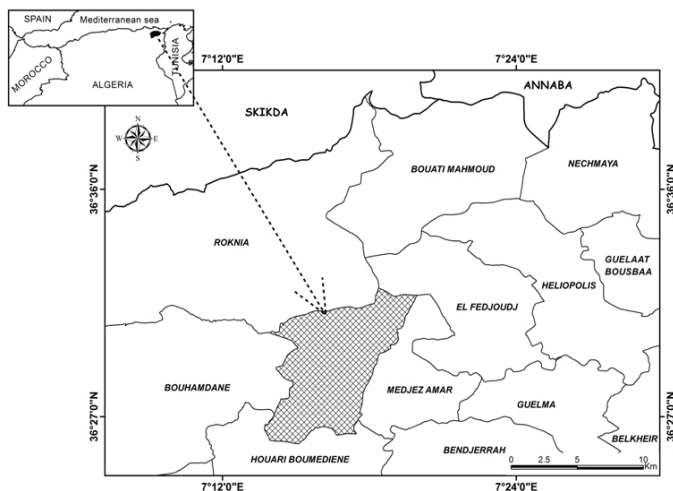 SPAIN
Mediterranean sea
MOROCCO
ALGERIA
TUNISIA
7°12'0"E
7°24'0"E
ANNABA
SKIKDA
N
W
E
S
BOUATI MAHMOUD
NECHMAYA
36°36'0"N
36°36'0"N
ROKNIA
GUELAAT
BOUSBAA
HELIOPOLIS
EL FEDJOUDJ
BOUHAMDANE
MEDJEZ AMAR
GUELMA
36°27'0"N
36°27'0"N
BELKHEIR
HOUARI BOUMEDIENE
BENDJERRAH
0
2.5
5
10
Km
7°12'0"E
7°24'0"E